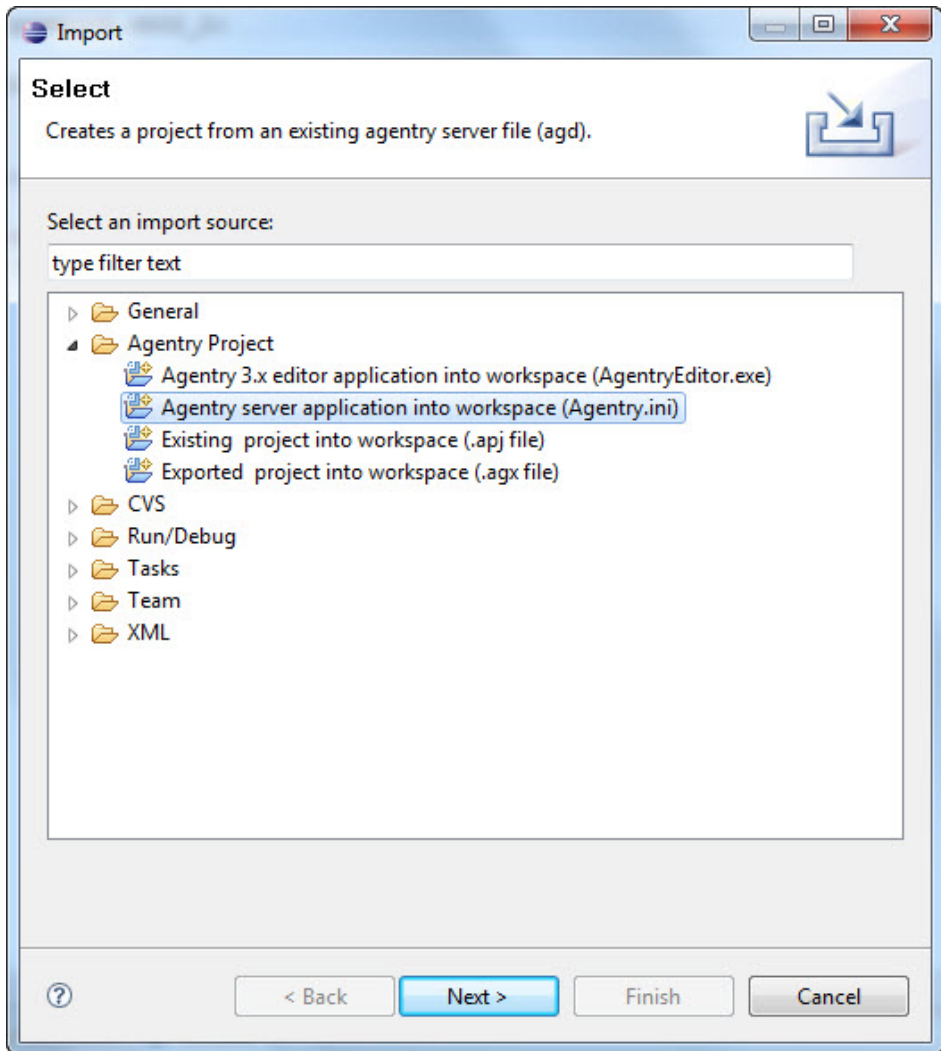 Import
Select
Creates a project from an existing agentry server file (agd).
Select an import source:
type filter text
General
Agentry Project
Agentry 3.x editor application into workspace (AgentryEditor.exe)
Agentry server application into workspace (Agentry.ini)
Existing  project into workspace (.apj file)
Exported  project into workspace (.agx file)
CVS
Run/Debug
Tasks
Team
XML
? < Back Next > Finish Cancel